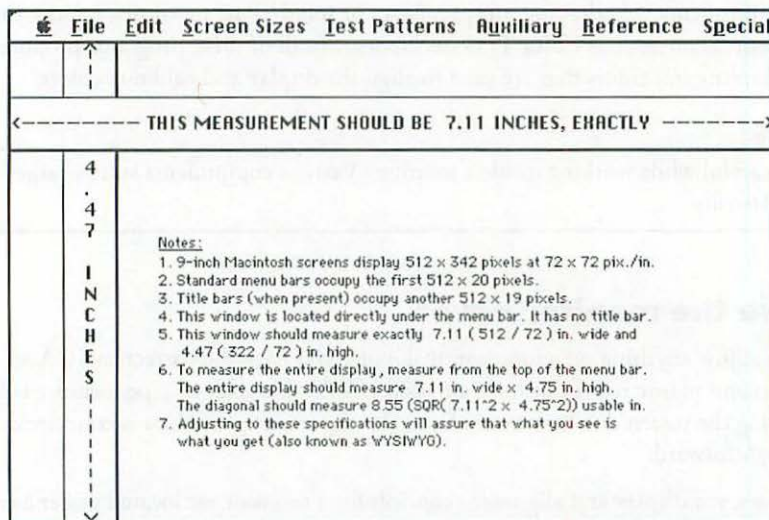 File Edit Screen Sizes Test Patterns Auxiliary Reference Special
THIS MEASUREMENT SHOULD BE 7.11 INCHES, EXACTLY
4
.
4
7
I
N
C
H
E
S
Notes:
1. 9-inch Macintosh screens display 512 x 342 pixels at 72 x 72 pix./in.
2. Standard menu bars occupy the first 512 x 20 pixels.
3. Title bars (when present) occupy another 512 x 19 pixels.
4. This window is located directly under the menu bar. It has no title bar.
5. This window should measure exactly 7.11 (512 / 72) in. wide and
4.47 (322 / 72) in. high.
6. To measure the entire display, measure from the top of the menu bar.
The entire display should measure 7.11 in. wide x 4.75 in. high.
The diagonal should measure 8.55 (SQR(7.11^2 x 4.75^2)) usable in.
7. Adjusting to these specifications will assure that what you see is
what you get (also known as WYSIWYG).